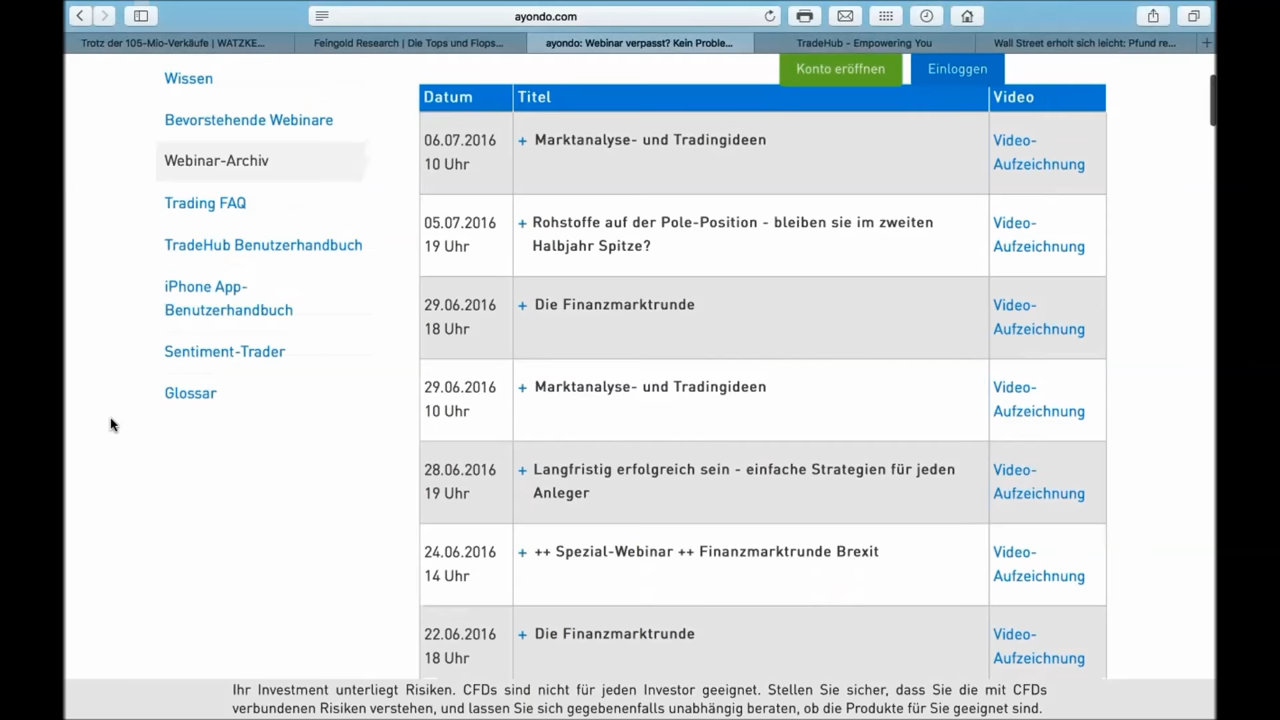 ayondo.com
Trotz der 105-Mio-Verkäufe | WATZKE...
Feingold Research | Die Tops und Flops...
ayondo: Webinar verpasst? Kein Proble...
TradeHub - Empowering You
Wall Street erholt sich leicht: Pfund re...
Konto eröffnen
Einloggen
Wissen
Bevorstehende Webinare
Webinar-Archiv
Trading FAQ
TradeHub Benutzerhandbuch
iPhone App-
Benutzerhandbuch
Sentiment-Trader
Glossar
Datum Titel Video
06.07.2016 + Marktanalyse- und Tradingideen Video-
10 Uhr Aufzeichnung
05.07.2016 + Rohstoffe auf der Pole-Position - bleiben sie im zweiten Video-
19 Uhr Halbjahr Spitze? Aufzeichnung
29.06.2016 + Die Finanzmarktrunde Video-
18 Uhr Aufzeichnung
29.06.2016 + Marktanalyse- und Tradingideen Video-
10 Uhr Aufzeichnung
28.06.2016 + Langfristig erfolgreich sein - einfache Strategien für jeden Video-
19 Uhr Anleger Aufzeichnung
24.06.2016 + ++ Spezial-Webinar ++ Finanzmarktrunde Brexit Video-
14 Uhr Aufzeichnung
22.06.2016 + Die Finanzmarktrunde Video-
18 Uhr Aufzeichnung
Ihr Investment unterliegt Risiken. CFDs sind nicht für jeden Investor geeignet. Stellen Sie sicher, dass Sie die mit CFDs
verbundenen Risiken verstehen, und lassen Sie sich gegebenenfalls unabhängig beraten, ob die Produkte für Sie geeignet sind.